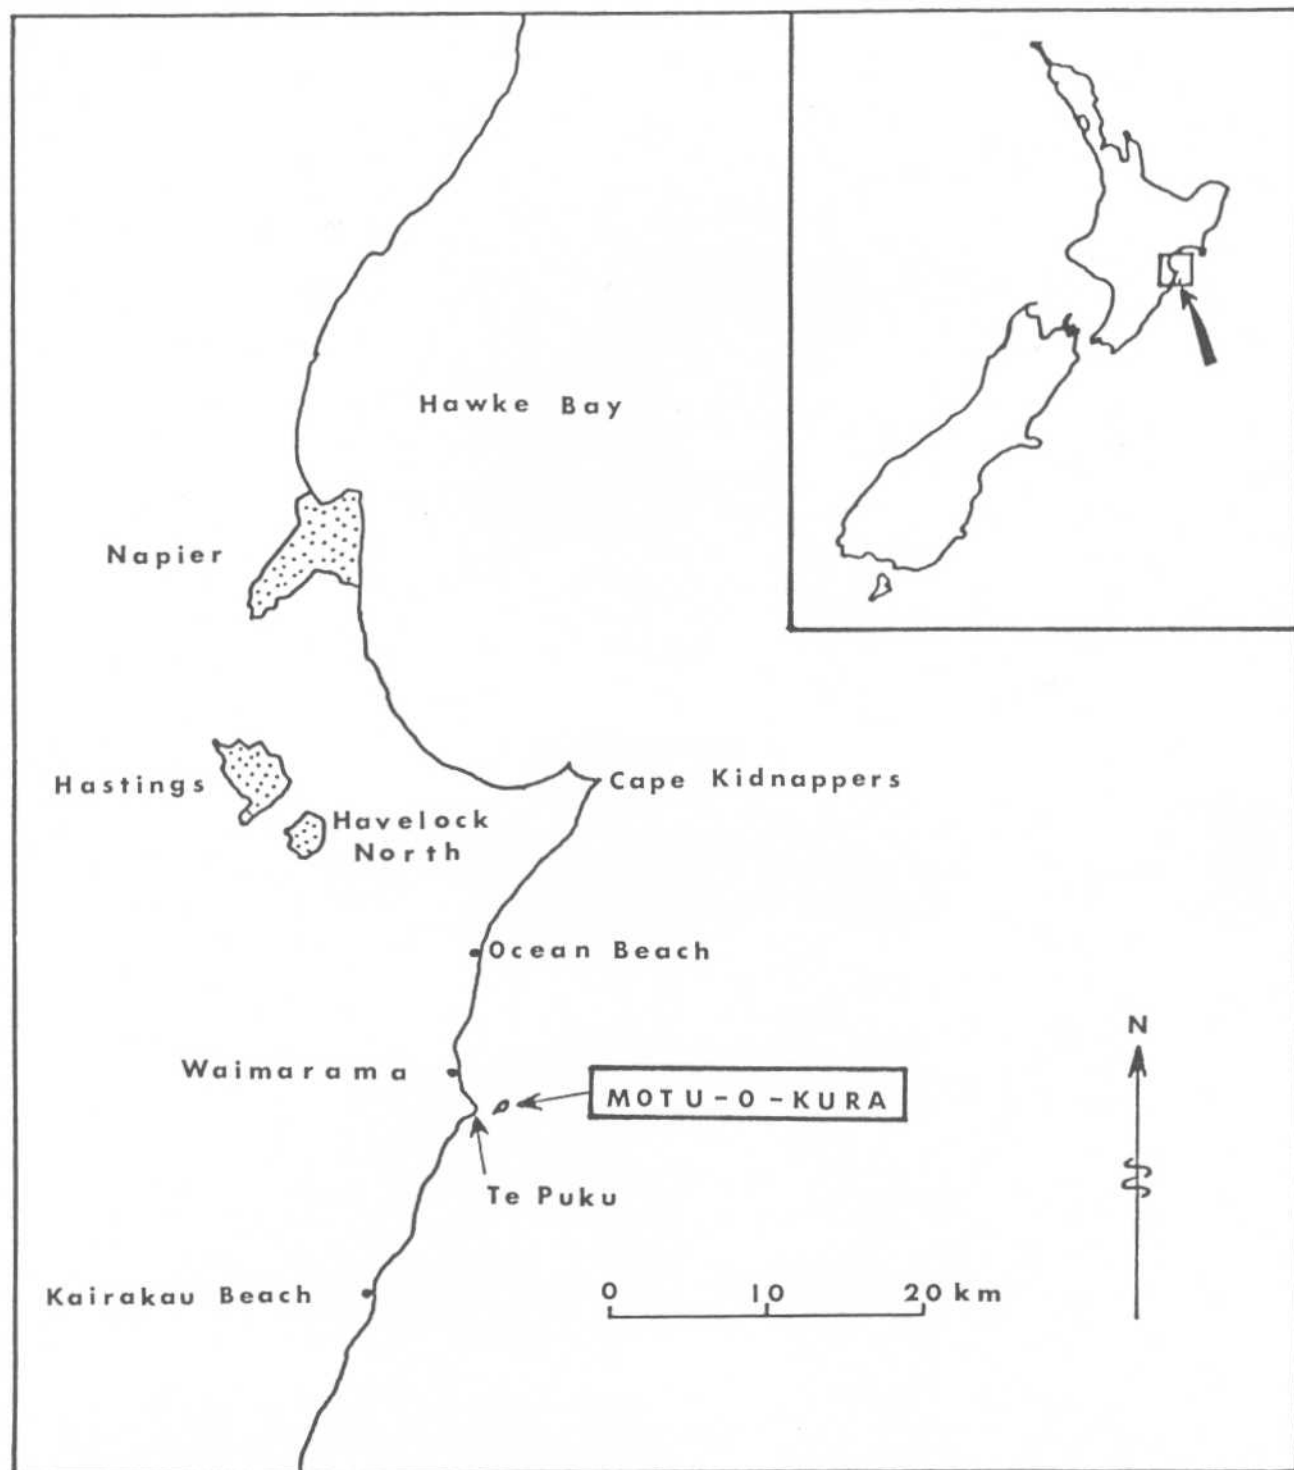 Hawke Bay
Napier
Hastings
Cape Kidnappers
Havelock
North
Ocean Beach
Waimarama
MOTU-O-KURA
Te Puku
Kairakau Beach
N
0 10 20 km